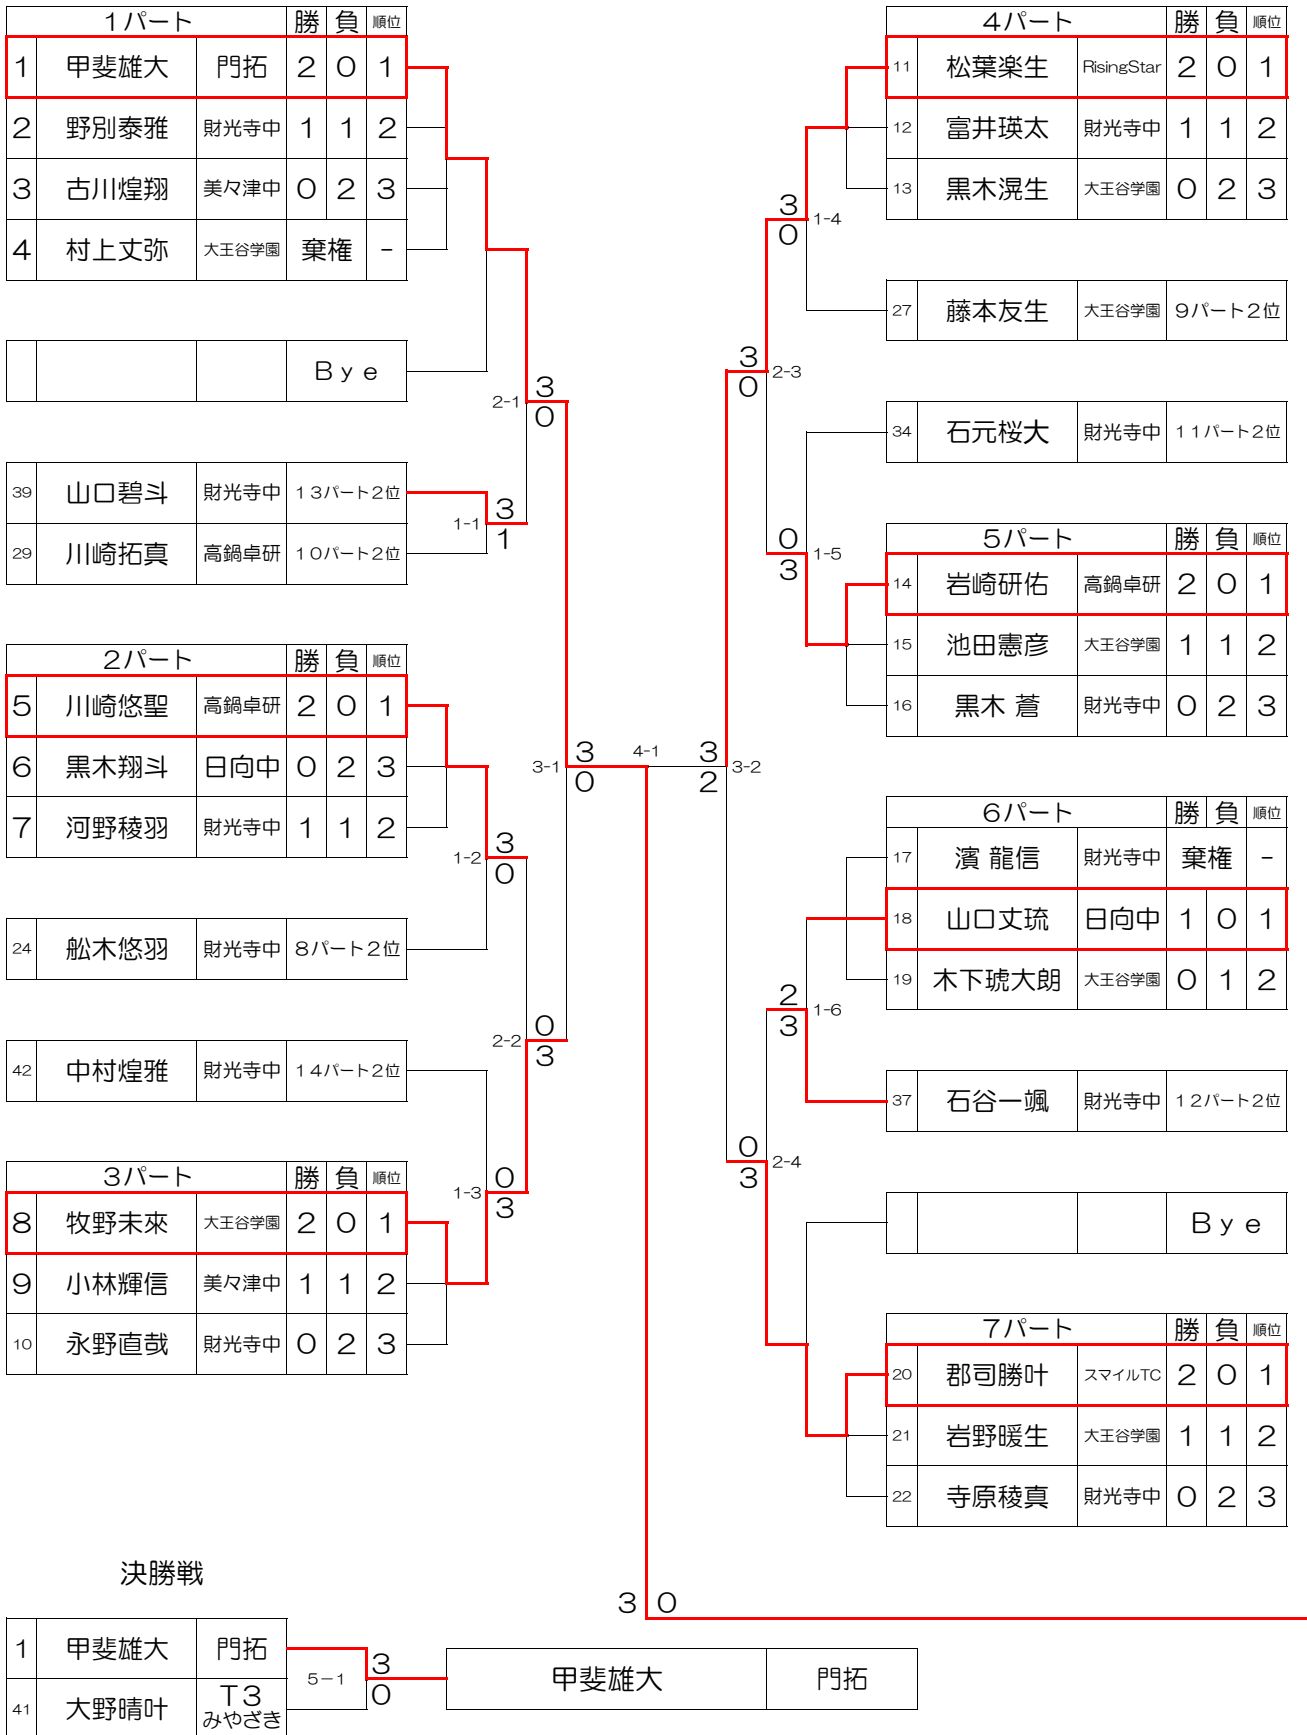 1パート 勝 負 順位
1 甲斐雄大 門拓 2 0 1
2 野別泰雅 財光寺中 1 1 2
3 古川煌翔 美々津中 0 2 3
4 村上丈弥 大王谷学園 棄権 -
Bye
2-1 3 0
39 山口碧斗 財光寺中 13パート2位
29 川崎拓真 高鍋卓研 10パート2位
1-1 3 1
2パート 勝 負 順位
5 川崎悠聖 高鍋卓研 2 0 1
6 黒木翔斗 日向中 0 2 3
7 河野稜羽 財光寺中 1 1 2
1-2 3 0
24 舩木悠羽 財光寺中 8パート2位
3-1 3 0
2-2 0 3
42 中村煌雅 財光寺中 14パート2位
1-3 0 3
3パート 勝 負 順位
8 牧野未來 大王谷学園 2 0 1
9 小林輝信 美々津中 1 1 2
10 永野直哉 財光寺中 0 2 3
4-1
3 0
4パート 勝 負 順位
11 松葉楽生 RisingStar 2 0 1
12 富井瑛太 財光寺中 1 1 2
13 黒木滉生 大王谷学園 0 2 3
3 0 1-4
27 藤本友生 大王谷学園 9パート2位
3 0 2-3
34 石元桜大 財光寺中 11パート2位
0 3 1-5
5パート 勝 負 順位
14 岩崎研佑 高鍋卓研 2 0 1
15 池田憲彦 大王谷学園 1 1 2
16 黒木 蒼 財光寺中 0 2 3
3 2 3-2
6パート 勝 負 順位
17 濱 龍信 財光寺中 棄権 -
18 山口丈琉 日向中 1 0 1
19 木下琥大朗 大王谷学園 0 1 2
2 3 1-6
37 石谷一颯 財光寺中 12パート2位
0 3 2-4
Bye
7パート 勝 負 順位
20 郡司勝叶 スマイルTC 2 0 1
21 岩野暖生 大王谷学園 1 1 2
22 寺原稜真 財光寺中 0 2 3
決勝戦
1 甲斐雄大 門拓
41 大野晴叶 T3みやざき
5-1 3 0
甲斐雄大 門拓